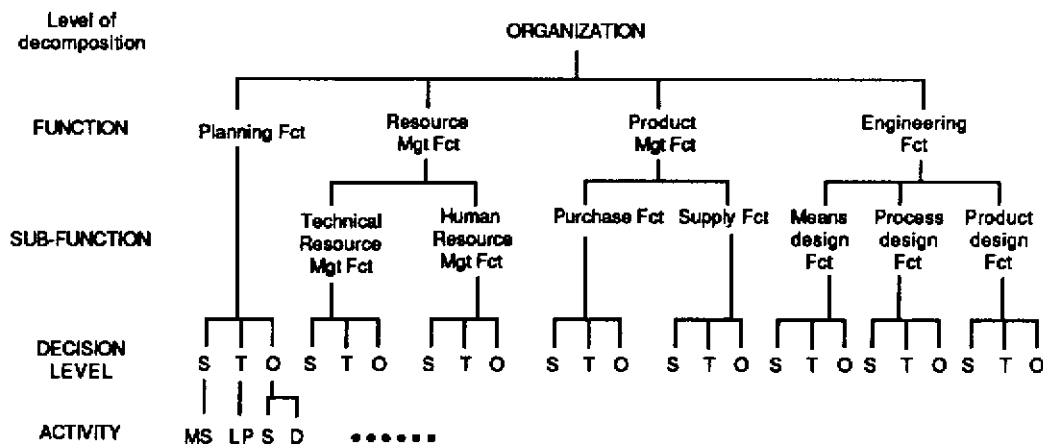 Level of
decomposition
ORGANIZATION
FUNCTION
Planning Fct
Resource
Mgt Fct
Product
Mgt Fct
Engineering
Fct
SUB-FUNCTION
Technical
Resource
Mgt Fct
Human
Resource
Mgt Fct
Purchase Fct
Supply Fct
Means
design
Fct
Process
design
Fct
Product
design
Fct
DECISION
LEVEL
S T O S T O S T O S T O S T O S T O S T O S T O
ACTIVITY
MS LP S D ......